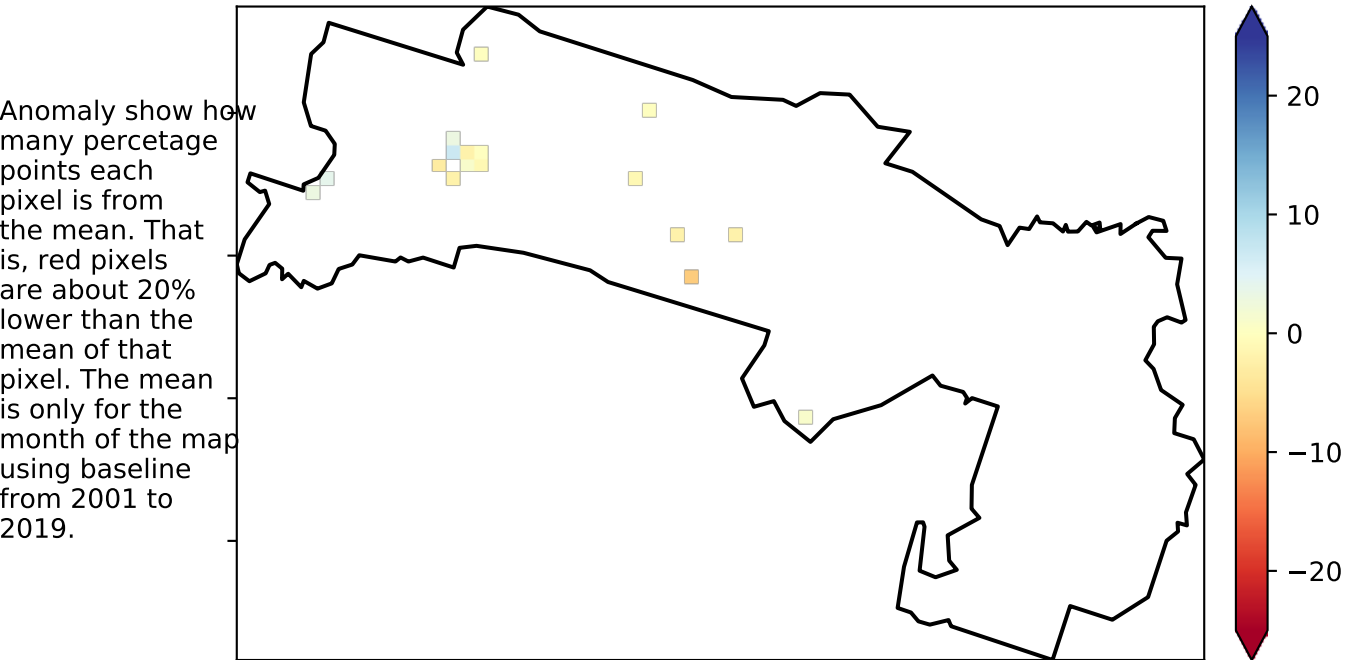 Anomaly show how
many percetage
points each
pixel is from
the mean. That
is, red pixels
are about 20%
lower than the
mean of that
pixel. The mean
is only for the
month of the map
using baseline
from 2001 to
2019.
20
10
0
−10
−20